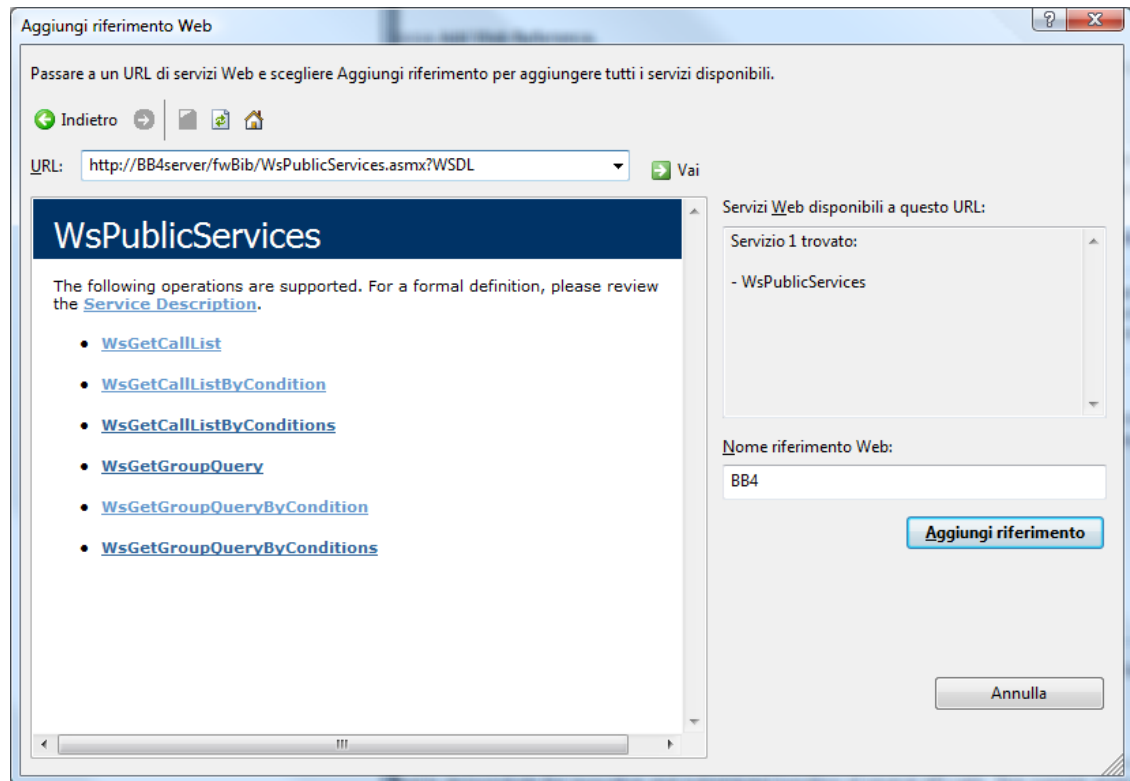 Aggiungi riferimento Web
Passare a un URL di servizi Web e scegliere Aggiungi riferimento per aggiungere tutti i servizi disponibili.
Indietro
URL: http://BB4server/fwBib/WsPublicServices.asmx?WSDL Vai
WsPublicServices
The following operations are supported. For a formal definition, please review
the Service Description.
• WsGetCallList
• WsGetCallListByCondition
• WsGetCallListByConditions
• WsGetGroupQuery
• WsGetGroupQueryByCondition
• WsGetGroupQueryByConditions
Servizi Web disponibili a questo URL:
Servizio 1 trovato:
- WsPublicServices
Nome riferimento Web:
BB4
Aggiungi riferimento
Annulla